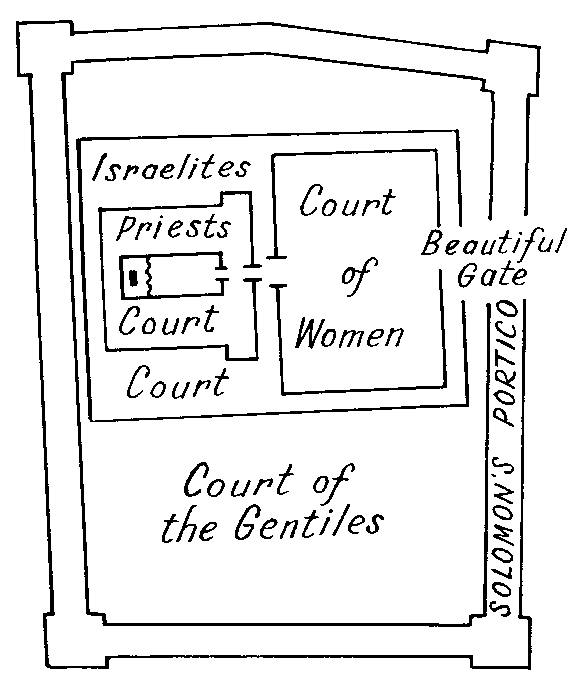 Israelites
Priests
Court
Court
Court
of
Women
Beautiful
Gate
SOLOMON'S PORTICO
Court of
the Gentiles